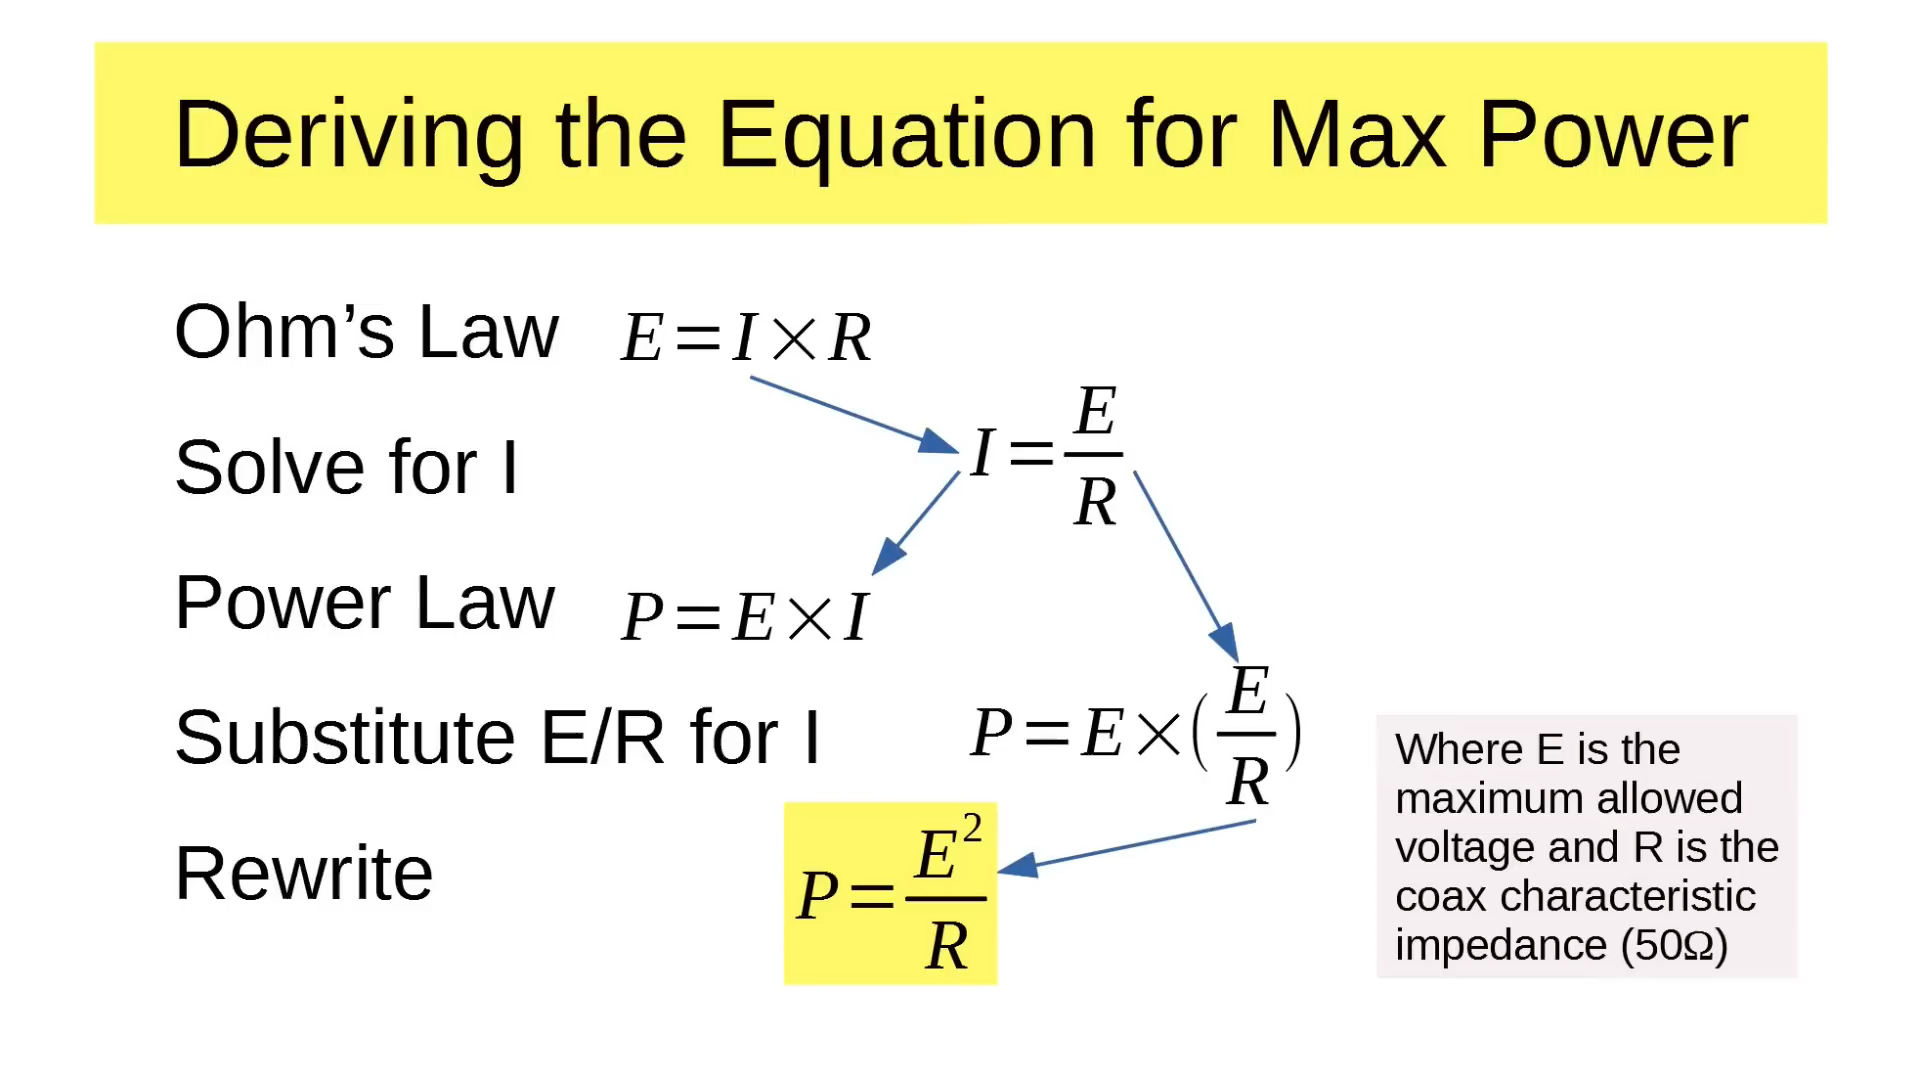 Deriving the Equation for Max Power
Ohm’s Law E=I×R
Solve for I I=E/R
Power Law P=E×I
Substitute E/R for I P=E×(E/R)
Rewrite P=E²/R
Where E is the
maximum allowed
voltage and R is the
coax characteristic
impedance (50Ω)